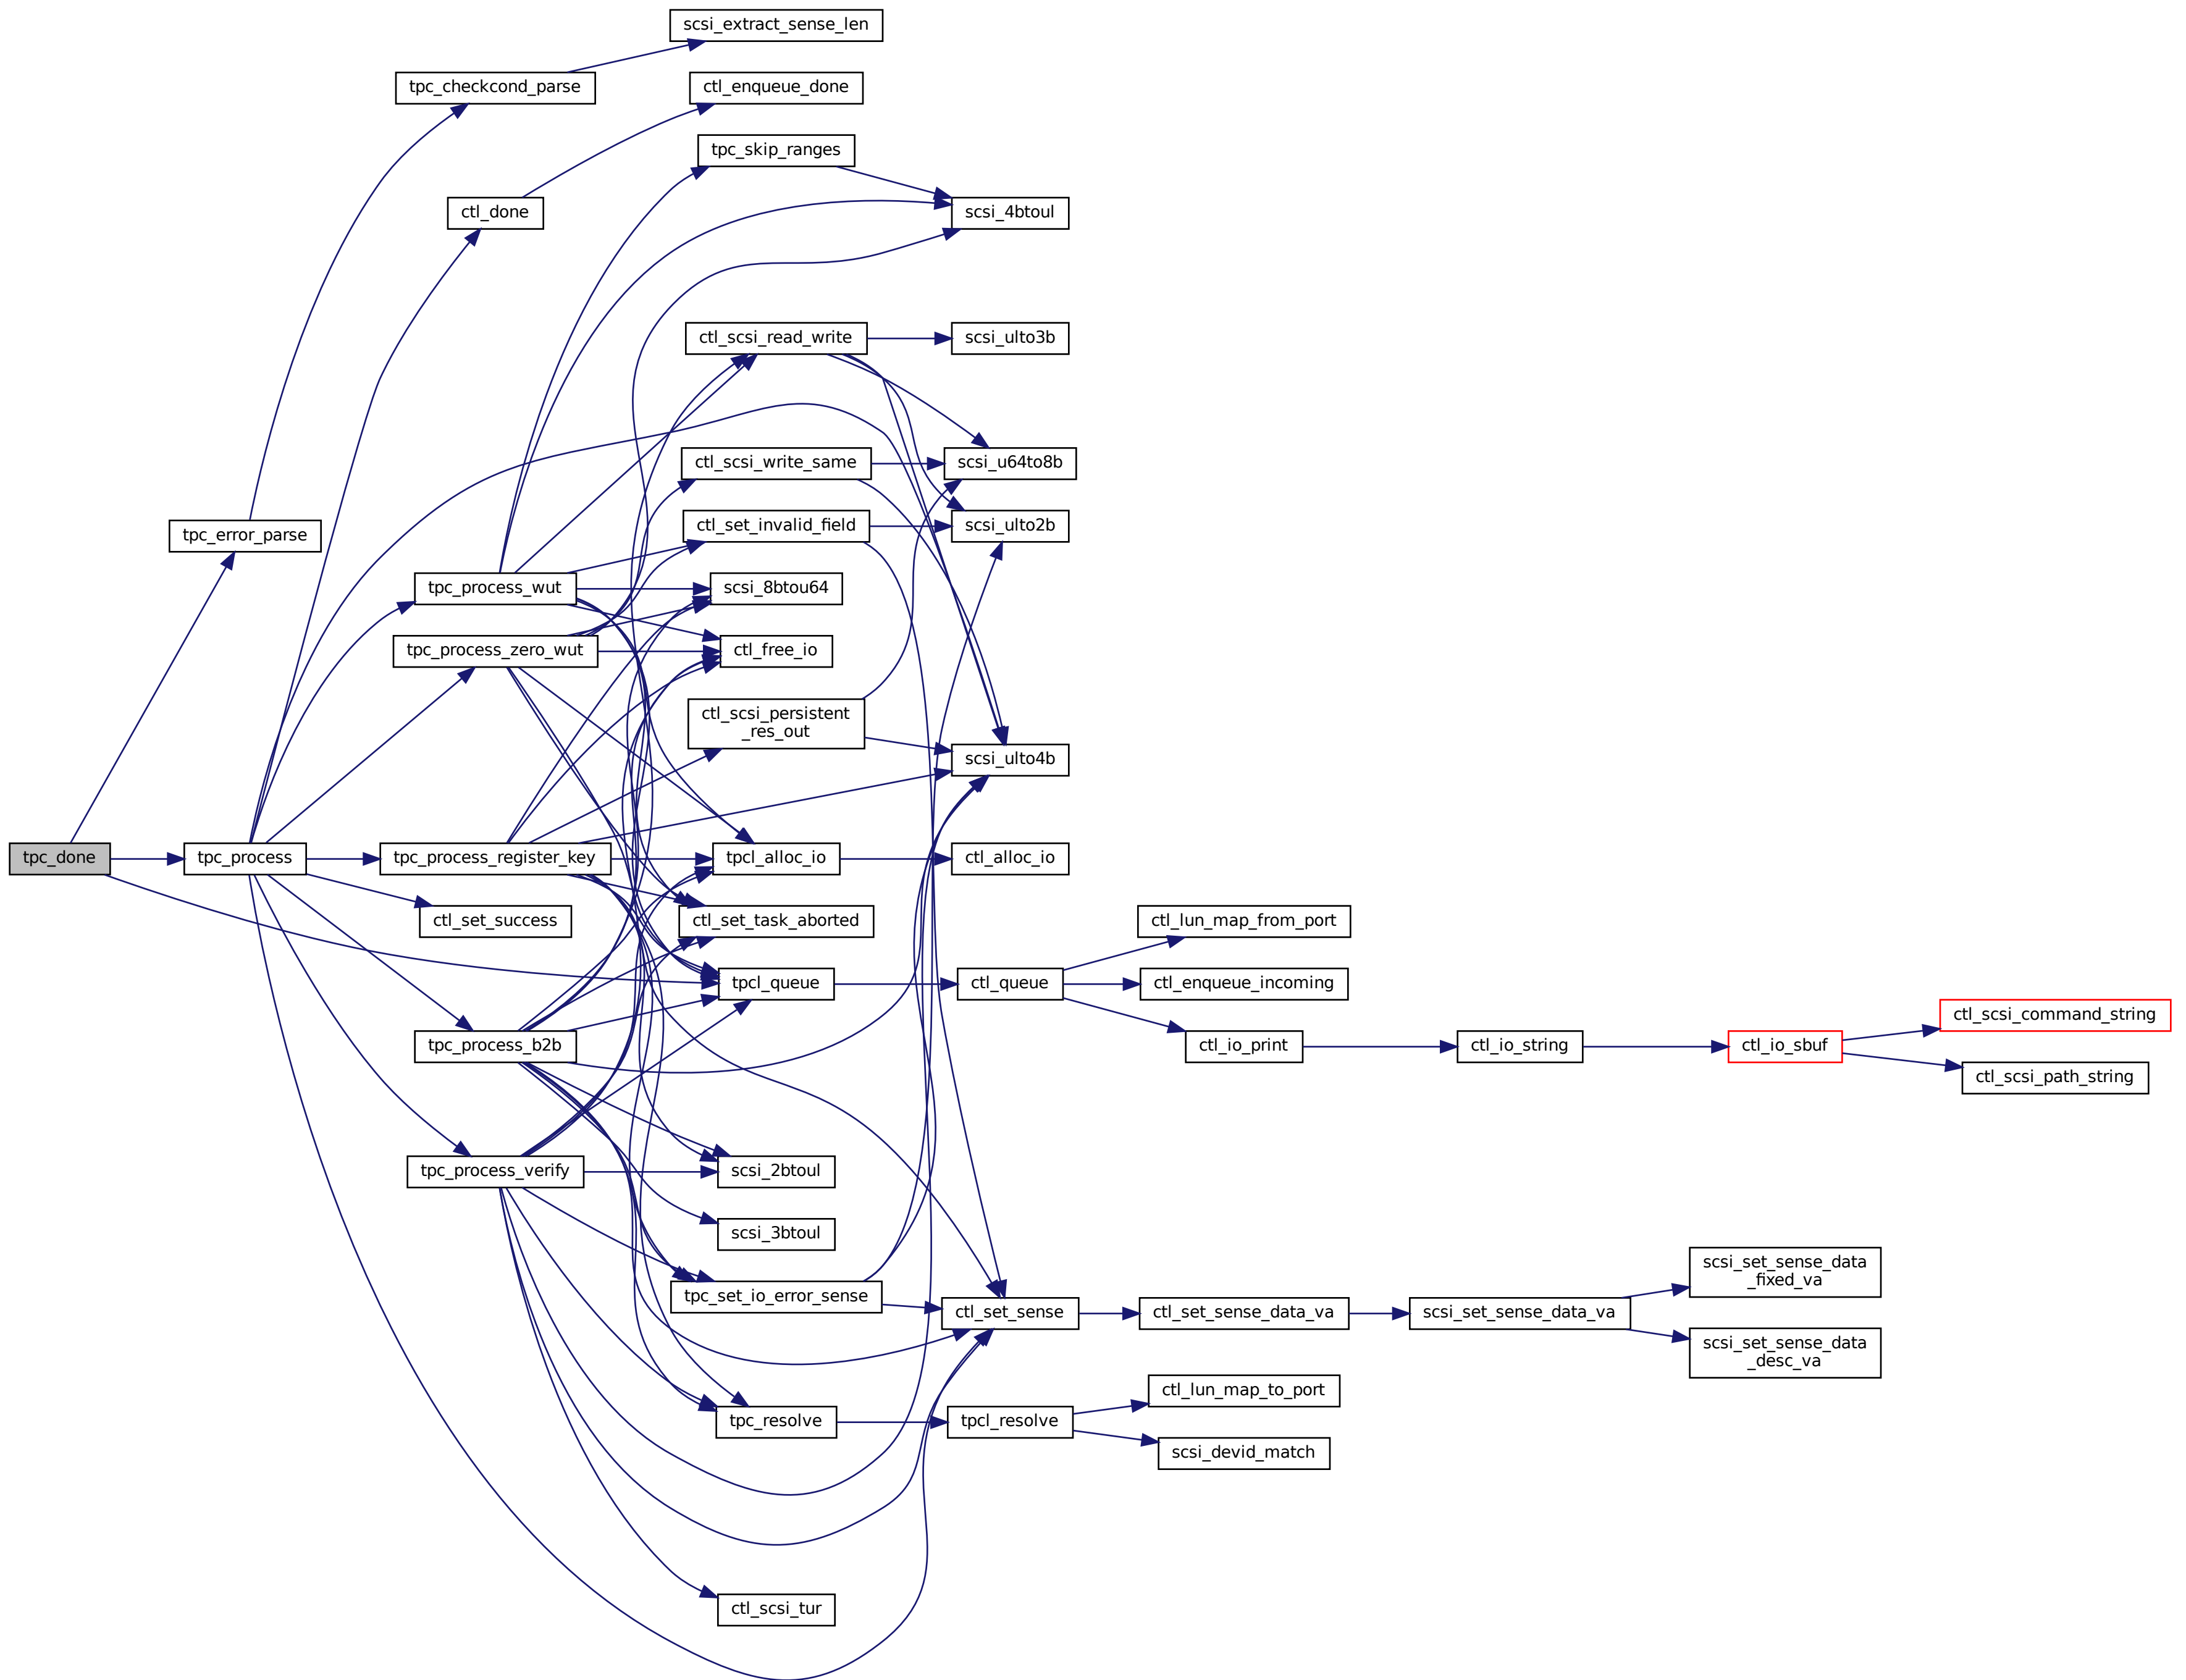 scsi_extract_sense_len
tpc_checkcond_parse
ctl_enqueue_done
tpc_skip_ranges
ctl_done
scsi_4btoul
ctl_scsi_read_write
scsi_ulto3b
ctl_scsi_write_same
scsi_u64to8b
tpc_error_parse
ctl_set_invalid_field
scsi_ulto2b
tpc_process_wut
scsi_8btou64
tpc_process_zero_wut
ctl_free_io
ctl_scsi_persistent
_res_out
scsi_ulto4b
tpc_done
tpc_process
tpc_process_register_key
tpcl_alloc_io
ctl_alloc_io
ctl_set_success
ctl_set_task_aborted
ctl_lun_map_from_port
tpcl_queue
ctl_queue
ctl_enqueue_incoming
ctl_scsi_command_string
tpc_process_b2b
ctl_io_print
ctl_io_string
ctl_io_sbuf
ctl_scsi_path_string
tpc_process_verify
scsi_2btoul
scsi_3btoul
scsi_set_sense_data
_fixed_va
tpc_set_io_error_sense
ctl_set_sense
ctl_set_sense_data_va
scsi_set_sense_data_va
scsi_set_sense_data
_desc_va
ctl_lun_map_to_port
tpc_resolve
tpcl_resolve
scsi_devid_match
ctl_scsi_tur